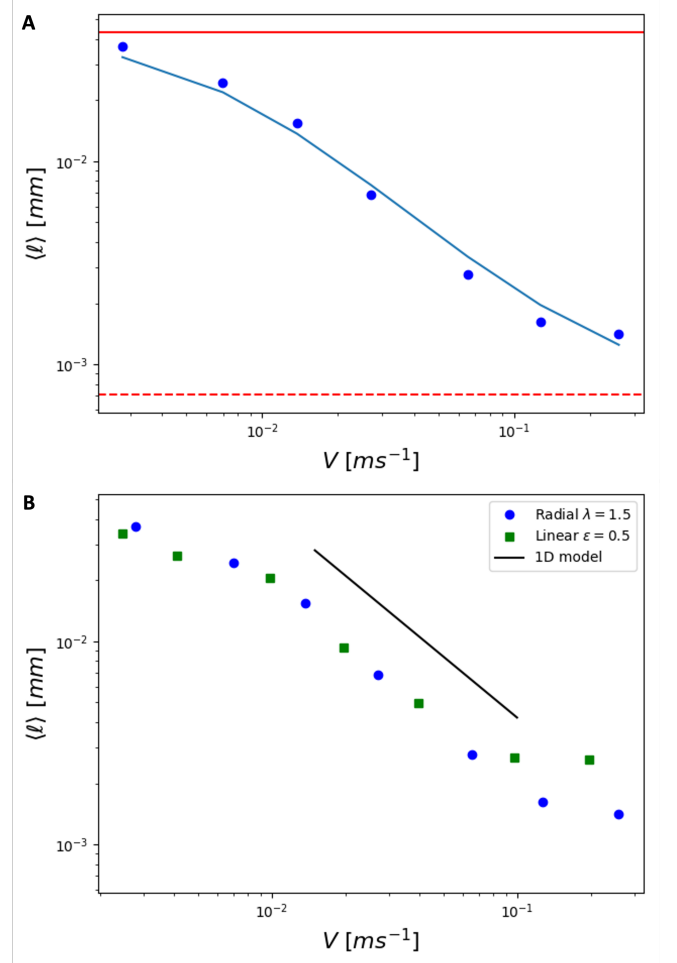 A
10⁻²
10⁻³
⟨ℓ⟩ [mm]
10⁻² 10⁻¹
V [ms⁻¹]
B
Radial λ = 1.5
Linear ε = 0.5
1D model
10⁻²
10⁻³
⟨ℓ⟩ [mm]
10⁻² 10⁻¹
V [ms⁻¹]